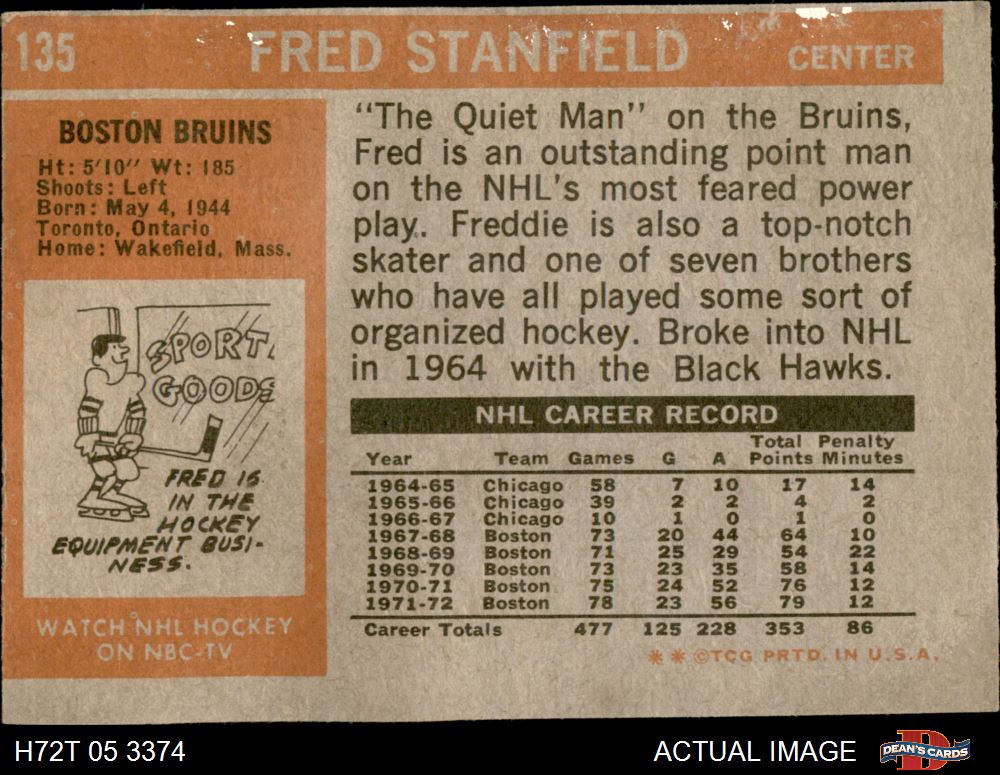 135 FRED STANFIELD CENTER
BOSTON BRUINS
Ht: 5'10" Wt: 185
Shoots: Left
Born: May 4, 1944
Toronto, Ontario
Home: Wakefield, Mass.
SPORT
GOODS
FRED IS
IN THE
HOCKEY
EQUIPMENT BUSI-
NESS.
WATCH NHL HOCKEY
ON NBC-TV
"The Quiet Man" on the Bruins,
Fred is an outstanding point man
on the NHL's most feared power
play.. Freddie is also a top-notch
skater and one of seven brothers
who have all played some sort of
organized hockey. Broke into NHL
in 1964 with the Black Hawks.
NHL CAREER RECORD
Total Penalty
Year Team Games G A Points Minutes
1964-65 Chicago 58 7 10 17 14
1965-66 Chicago 39 2 2 4 2
1966-67 Chicago 10 1 0 1 0
1967-68 Boston 73 20 44 64 10
1968-69 Boston 71 25 29 54 22
1969-70 Boston 73 23 35 58 14
1970-71 Boston 75 24 52 76 12
1971-72 Boston 78 23 56 79 12
Career Totals 477 125 228 353 86
** ©TCG PRTD. IN U.S.A.
H72T 05 3374 ACTUAL IMAGE DEAN'S CARDS